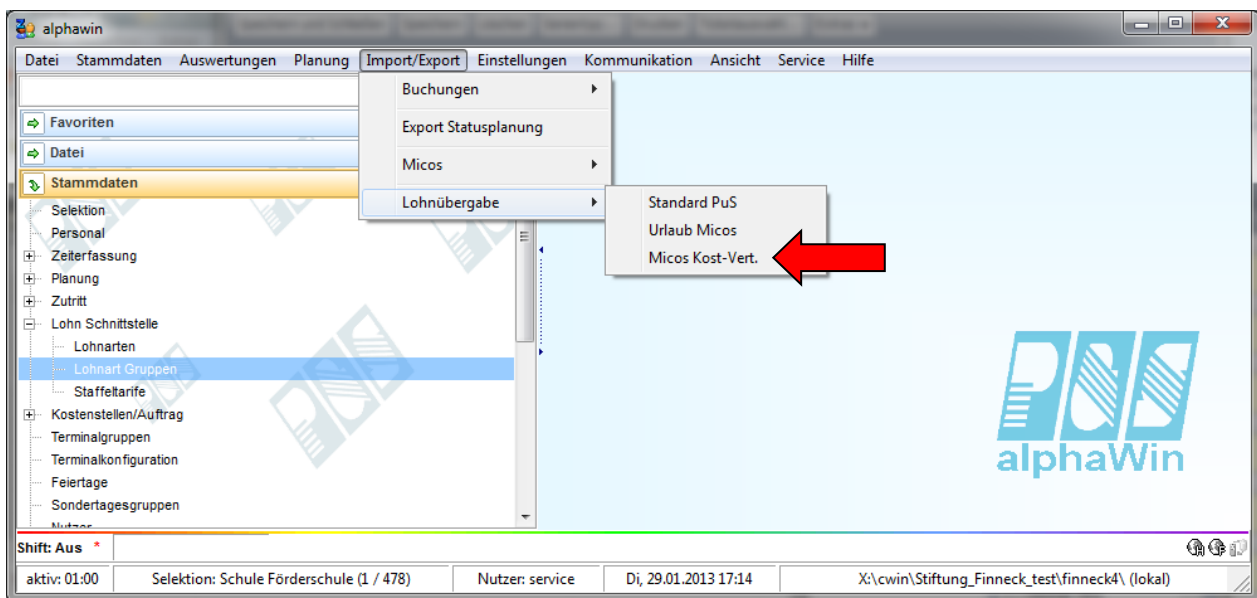 alphawin
Datei Stammdaten Auswertungen Planung Import/Export Einstellungen Kommunikation Ansicht Service Hilfe
Buchungen
Export Statusplanung
Micos
Lohnübergabe
Standard PuS
Urlaub Micos
Micos Kost-Vert.
Favoriten
Datei
Stammdaten
Selektion
Personal
Zeiterfassung
Planung
Zutritt
Lohn Schnittstelle
Lohnarten
Lohnart Gruppen
Staffeltarife
Kostenstellen/Auftrag
Terminalgruppen
Terminalkonfiguration
Feiertage
Sondertagesgruppen
Nutzer
PUS
alphaWin
Shift: Aus *
aktiv: 01:00 Selektion: Schule Förderschule (1 / 478) Nutzer: service Di, 29.01.2013 17:14 X:\cwin\Stiftung_Finneck_test\finneck4\ (lokal)